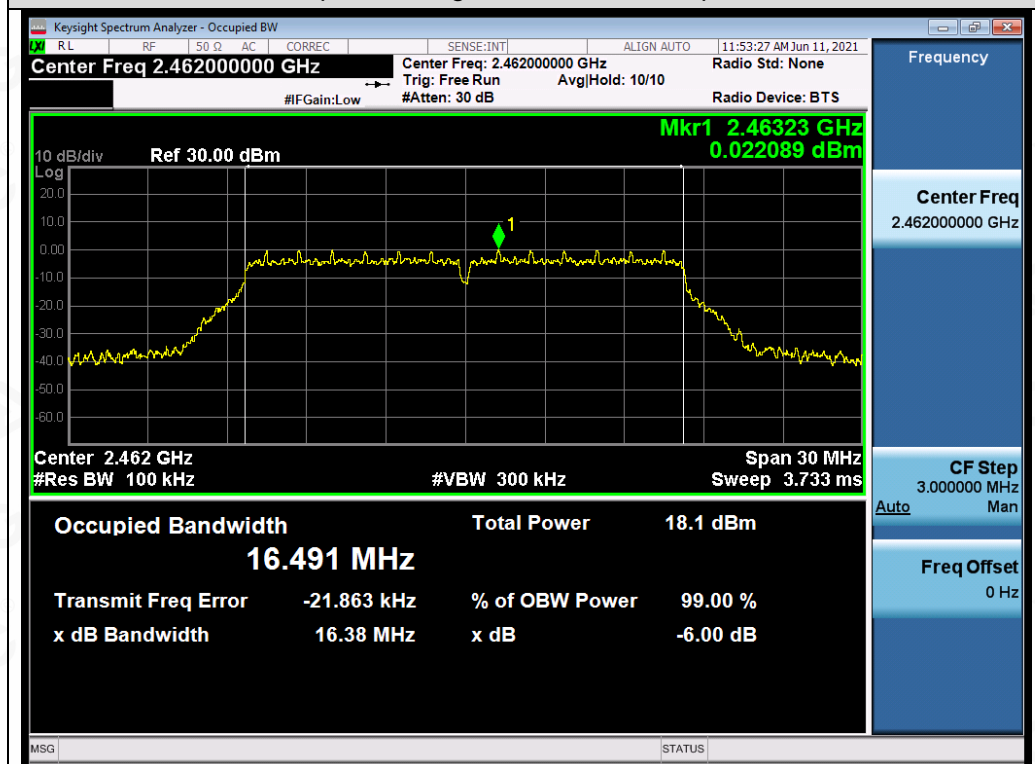 Keysight Spectrum Analyzer - Occupied BW
LXI RL RF 50 Ω AC CORREC SENSE:INT ALIGN AUTO 11:53:27 AM Jun 11, 2021
Center Freq 2.462000000 GHz
Center Freq: 2.462000000 GHz Radio Std: None
Trig: Free Run Avg|Hold: 10/10
#IFGain:Low #Atten: 30 dB Radio Device: BTS
Mkr1 2.46323 GHz
10 dB/div Ref 30.00 dBm 0.022089 dBm
Log
20.0
10.0
1
0.00
-10.0
-20.0
-30.0
-40.0
-50.0
-60.0
Center 2.462 GHz Span 30 MHz
#Res BW 100 kHz #VBW 300 kHz Sweep 3.733 ms
Occupied Bandwidth Total Power 18.1 dBm
16.491 MHz
Transmit Freq Error -21.863 kHz % of OBW Power 99.00 %
x dB Bandwidth 16.38 MHz x dB -6.00 dB
Frequency
Center Freq
2.462000000 GHz
CF Step
3.000000 MHz
Auto Man
Freq Offset
0 Hz
MSG STATUS